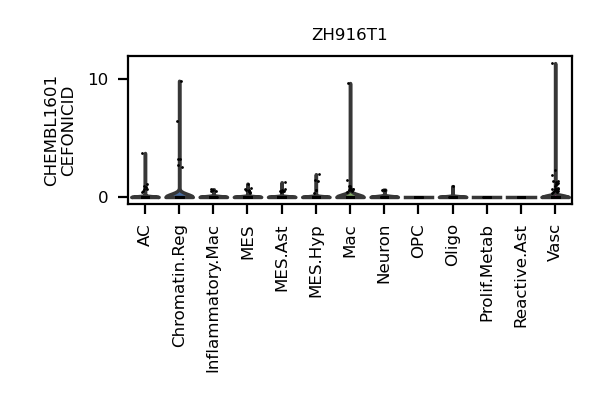 ZH916T1
CHEMBL1601
CEFONICID
10
0
AC
Chromatin.Reg
Inflammatory.Mac
MES
MES.Ast
MES.Hyp
Mac
Neuron
OPC
Oligo
Prolif.Metab
Reactive.Ast
Vasc